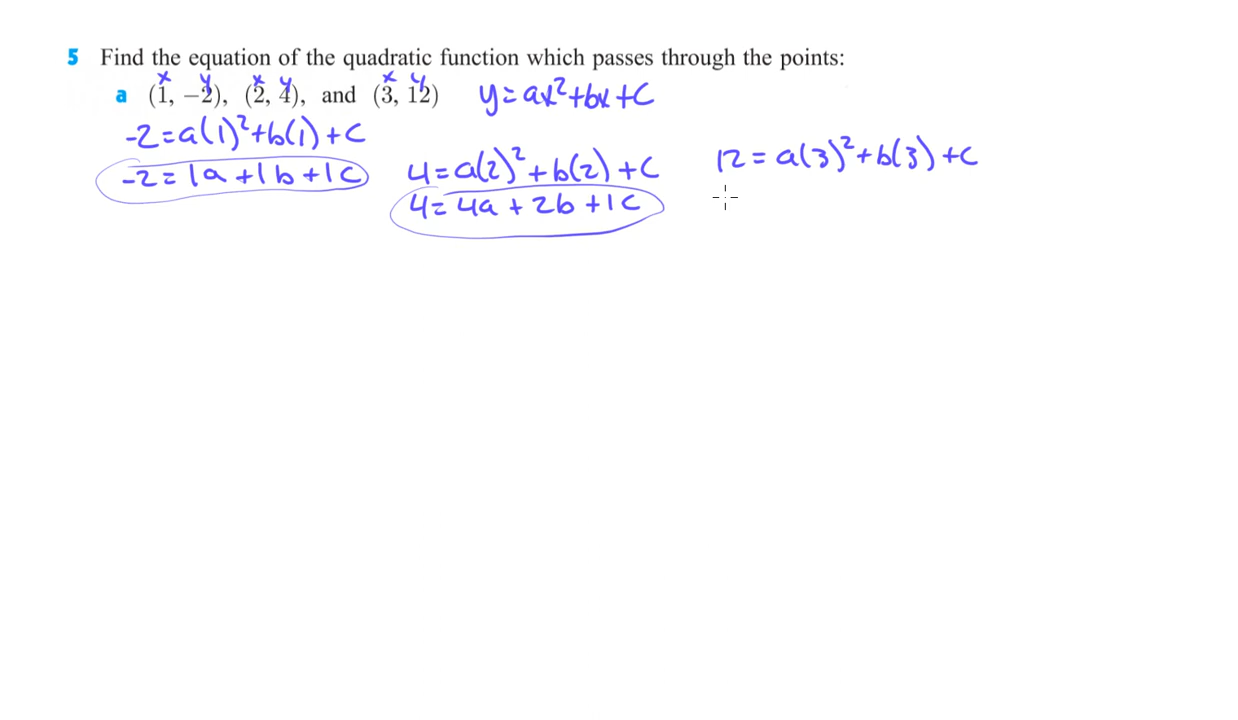 5 Find the equation of the quadratic function which passes through the points:
x y x y x y
a (1, −2), (2, 4), and (3, 12) y = ax²+bx+c
-2 = a(1)²+b(1)+c
-2 = 1a +1b +1c
4 = a(2)² + b(2) + c
4 = 4a + 2b + 1c
12 = a(3)² + b(3) + c